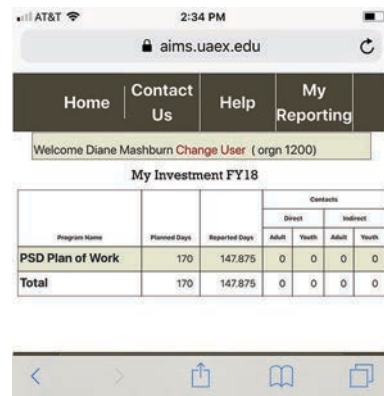 AT&T 2:34 PM
aims.uaex.edu
Home Contact Us Help My Reporting
Welcome Diane Mashburn Change User ( orgn 1200)
My Investment FY18
Contacts
Direct Indirect
Program Name Planned Days Reported Days Adult Youth Adult Youth
PSD Plan of Work 170 147.875 0 0 0 0
Total 170 147.875 0 0 0 0